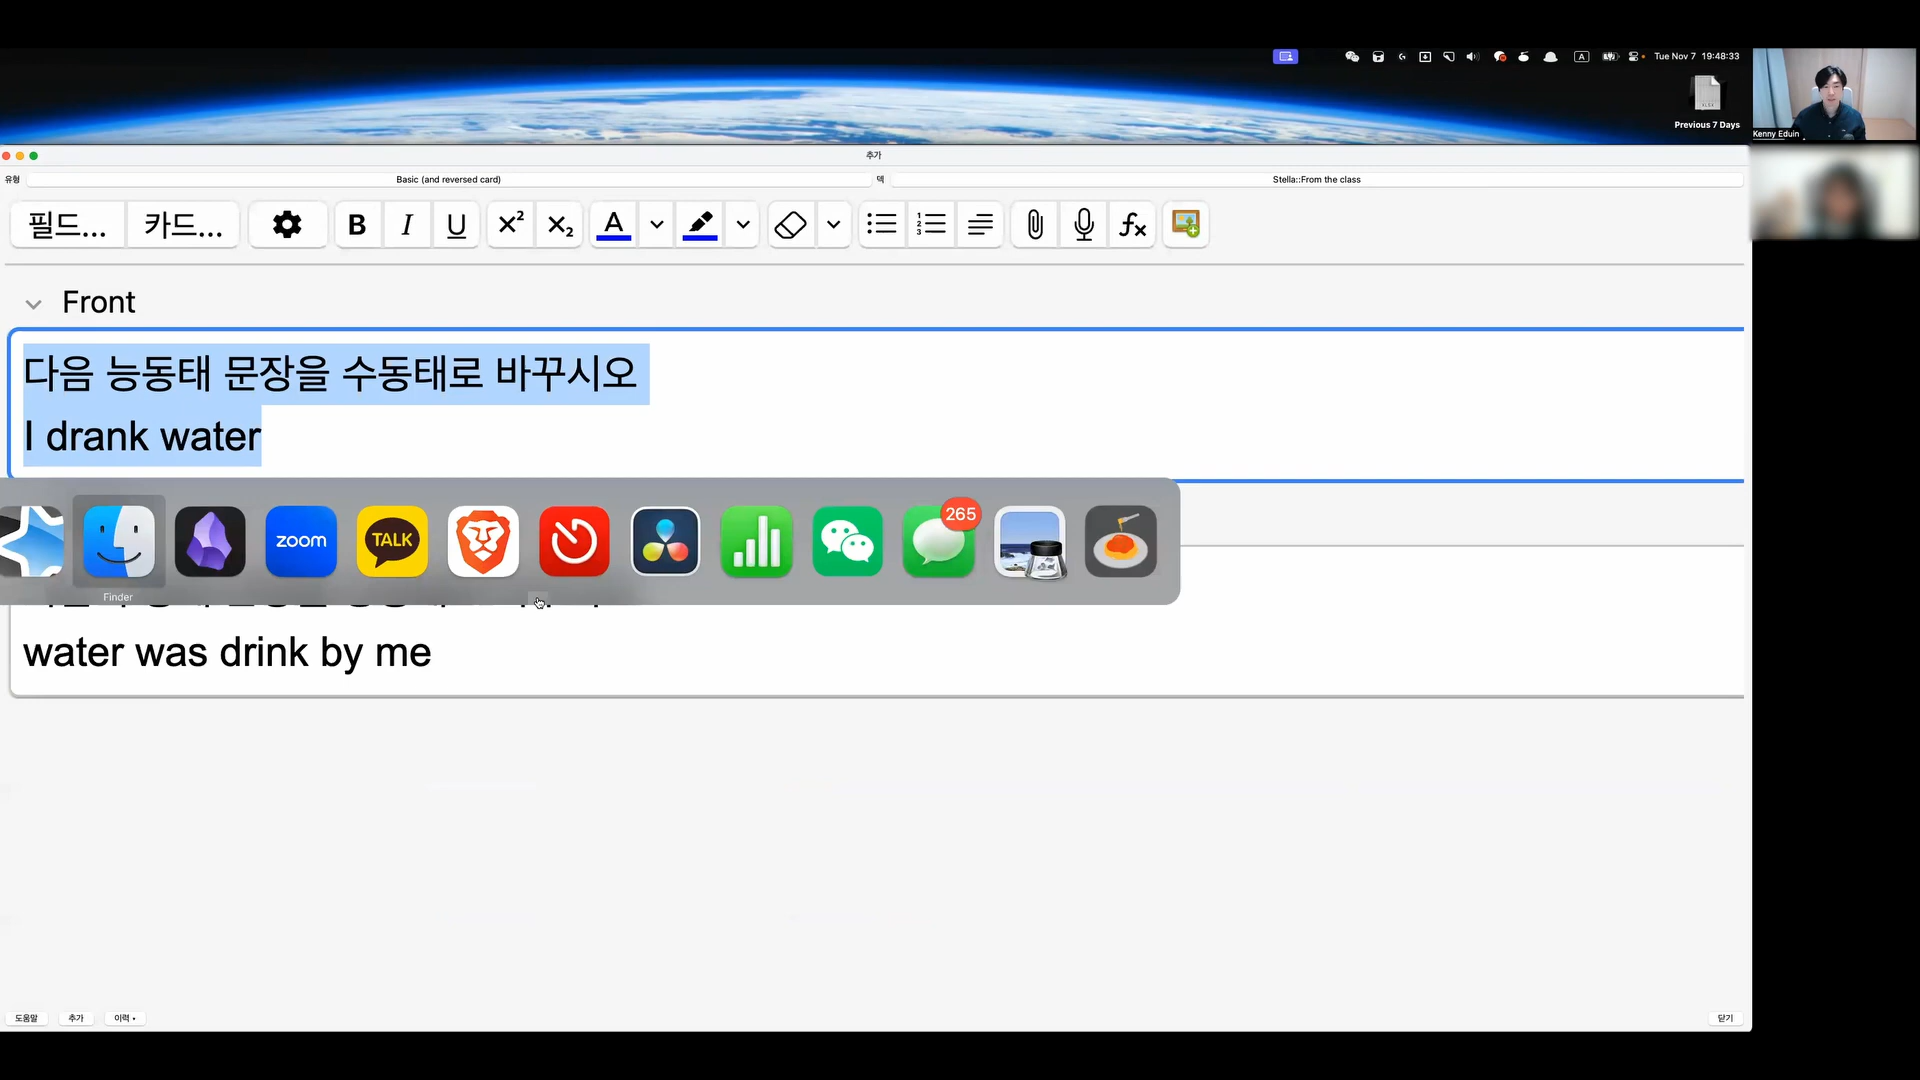 Tue Nov 7 19:48:33
Previous 7 Days
Kenny Eduin
추가
유형
Basic (and reversed card)
덱
Stella::From the class
필드...
카드...
B I U X² X₂ A
fx
Front
다음 능동태 문장을 수동태로 바꾸시오
I drank water
zoom
TALK
265
Finder
water was drink by me
도움말
추가
이력
닫기